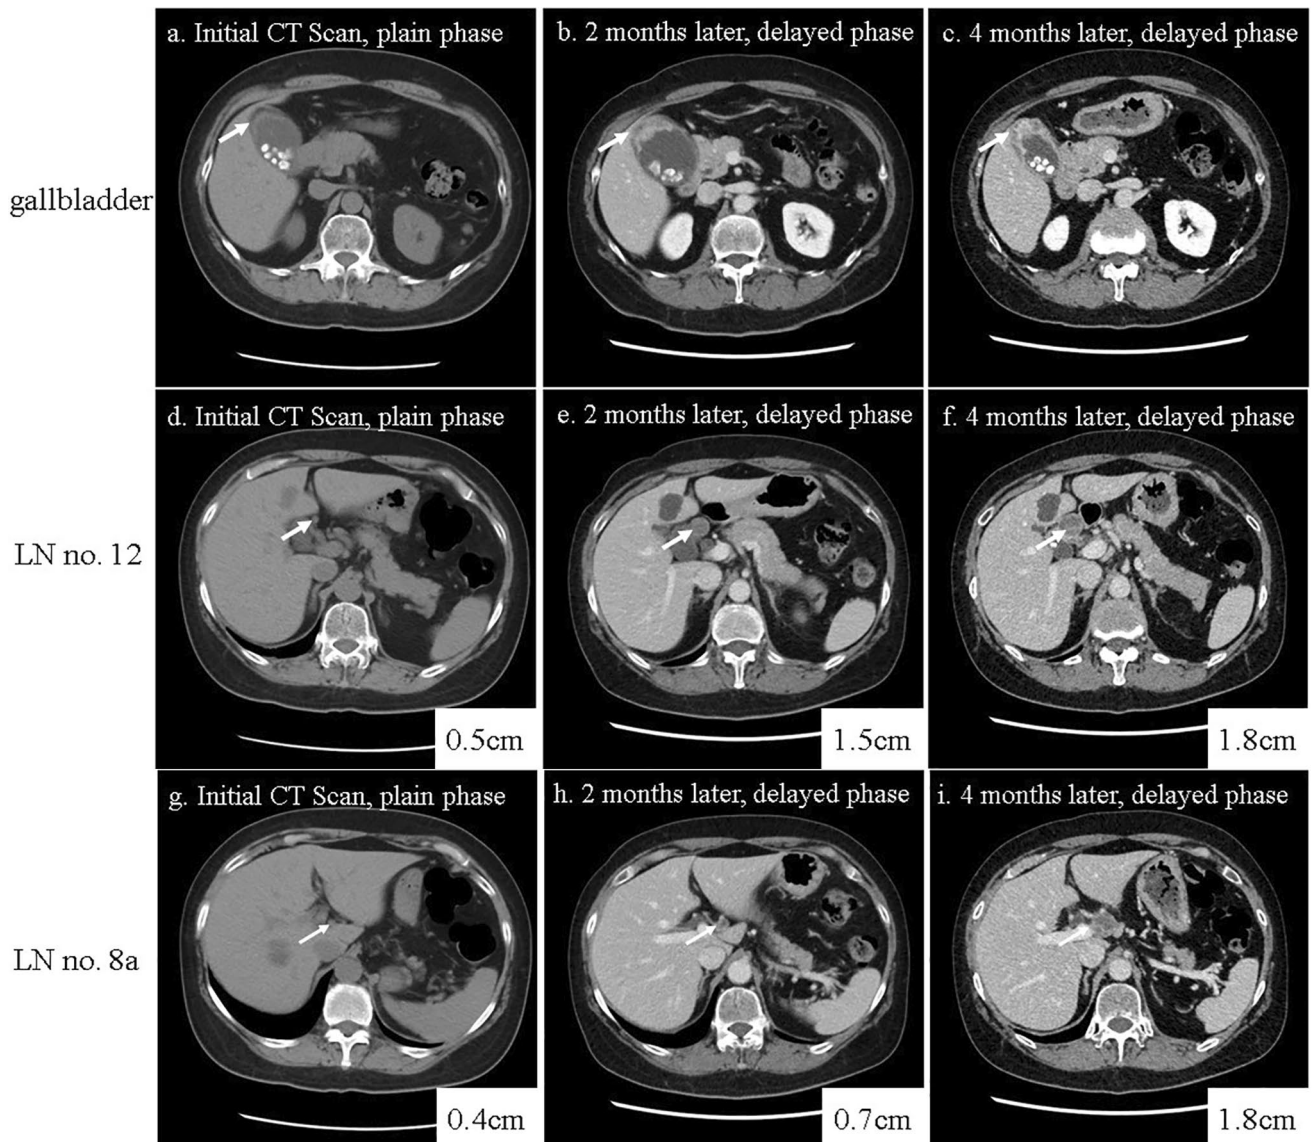 a. Initial CT Scan, plain phase
b. 2 months later, delayed phase
c. 4 months later, delayed phase
gallbladder
d. Initial CT Scan, plain phase
e. 2 months later, delayed phase
f. 4 months later, delayed phase
LN no. 12
0.5cm
1.5cm
1.8cm
g. Initial CT Scan, plain phase
h. 2 months later, delayed phase
i. 4 months later, delayed phase
LN no. 8a
0.4cm
0.7cm
1.8cm